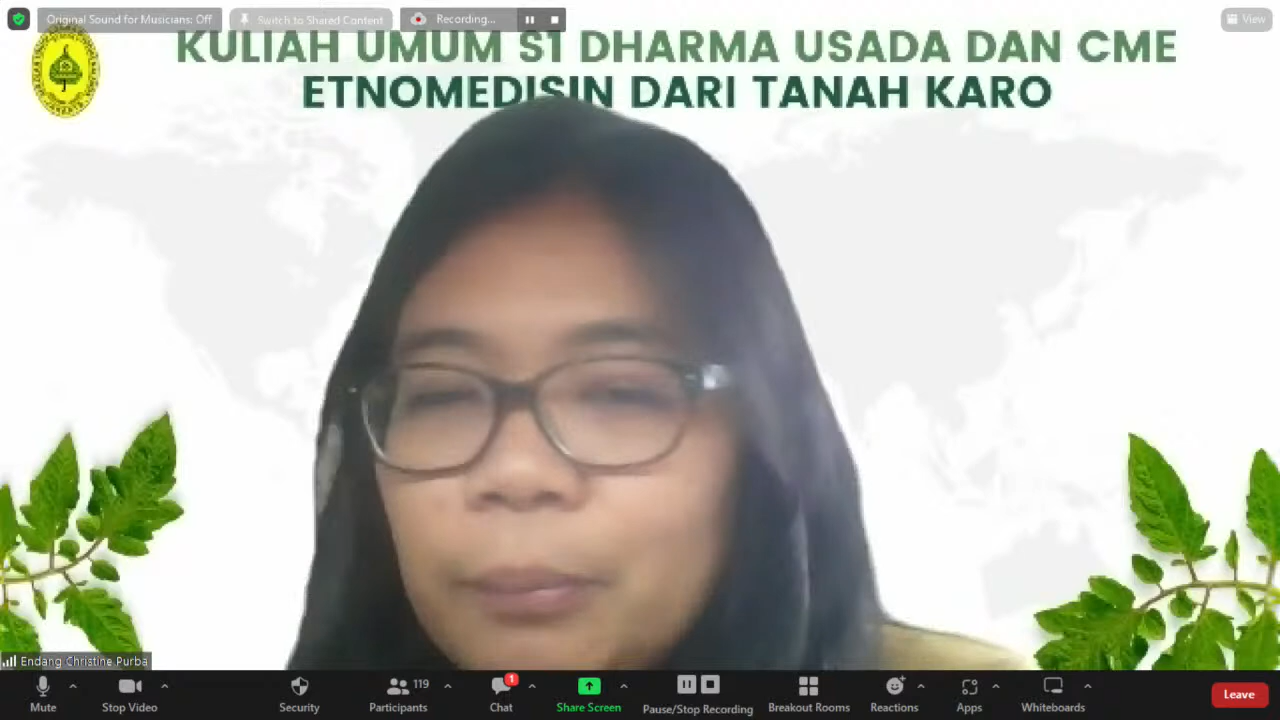 Original Sound for Musicians: Off
Switch to Shared Content
Recording...
View
KULIAH UMUM S1 DHARMA USADA DAN CME
ETNOMEDISIN DARI TANAH KARO
Endang Christine Purba
Mute
Stop Video
Security
119
Participants
1
Chat
Share Screen
Pause/Stop Recording
Breakout Rooms
Reactions
Apps
Whiteboards
Leave